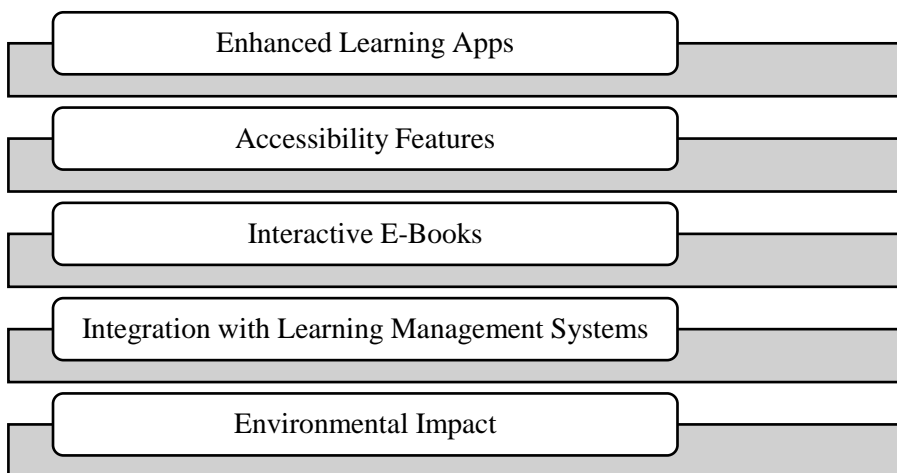 Enhanced Learning Apps
Accessibility Features
Interactive E-Books
Integration with Learning Management Systems
Environmental Impact